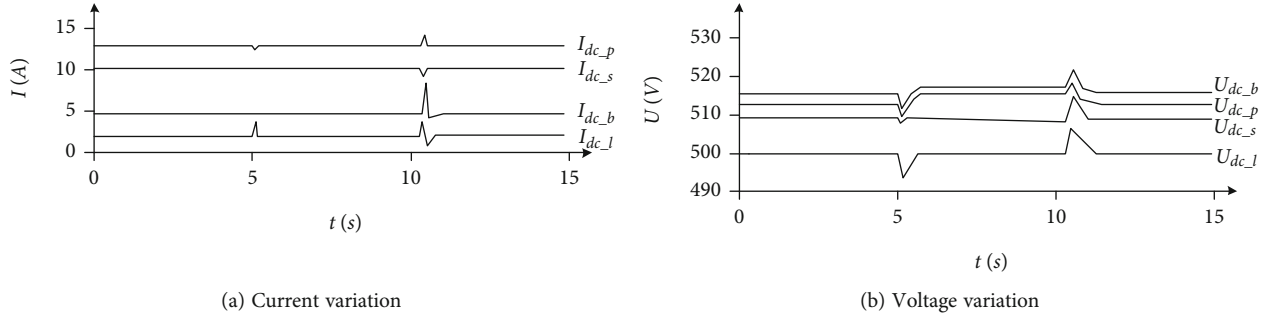 I (A)
15
10
5
0
I_dc_p
I_dc_s
I_dc_b
I_dc_l
0
5
10
15
t (s)
(a) Current variation
U (V)
530
520
510
500
490
U_dc_b
U_dc_p
U_dc_s
U_dc_l
0
5
10
15
t (s)
(b) Voltage variation